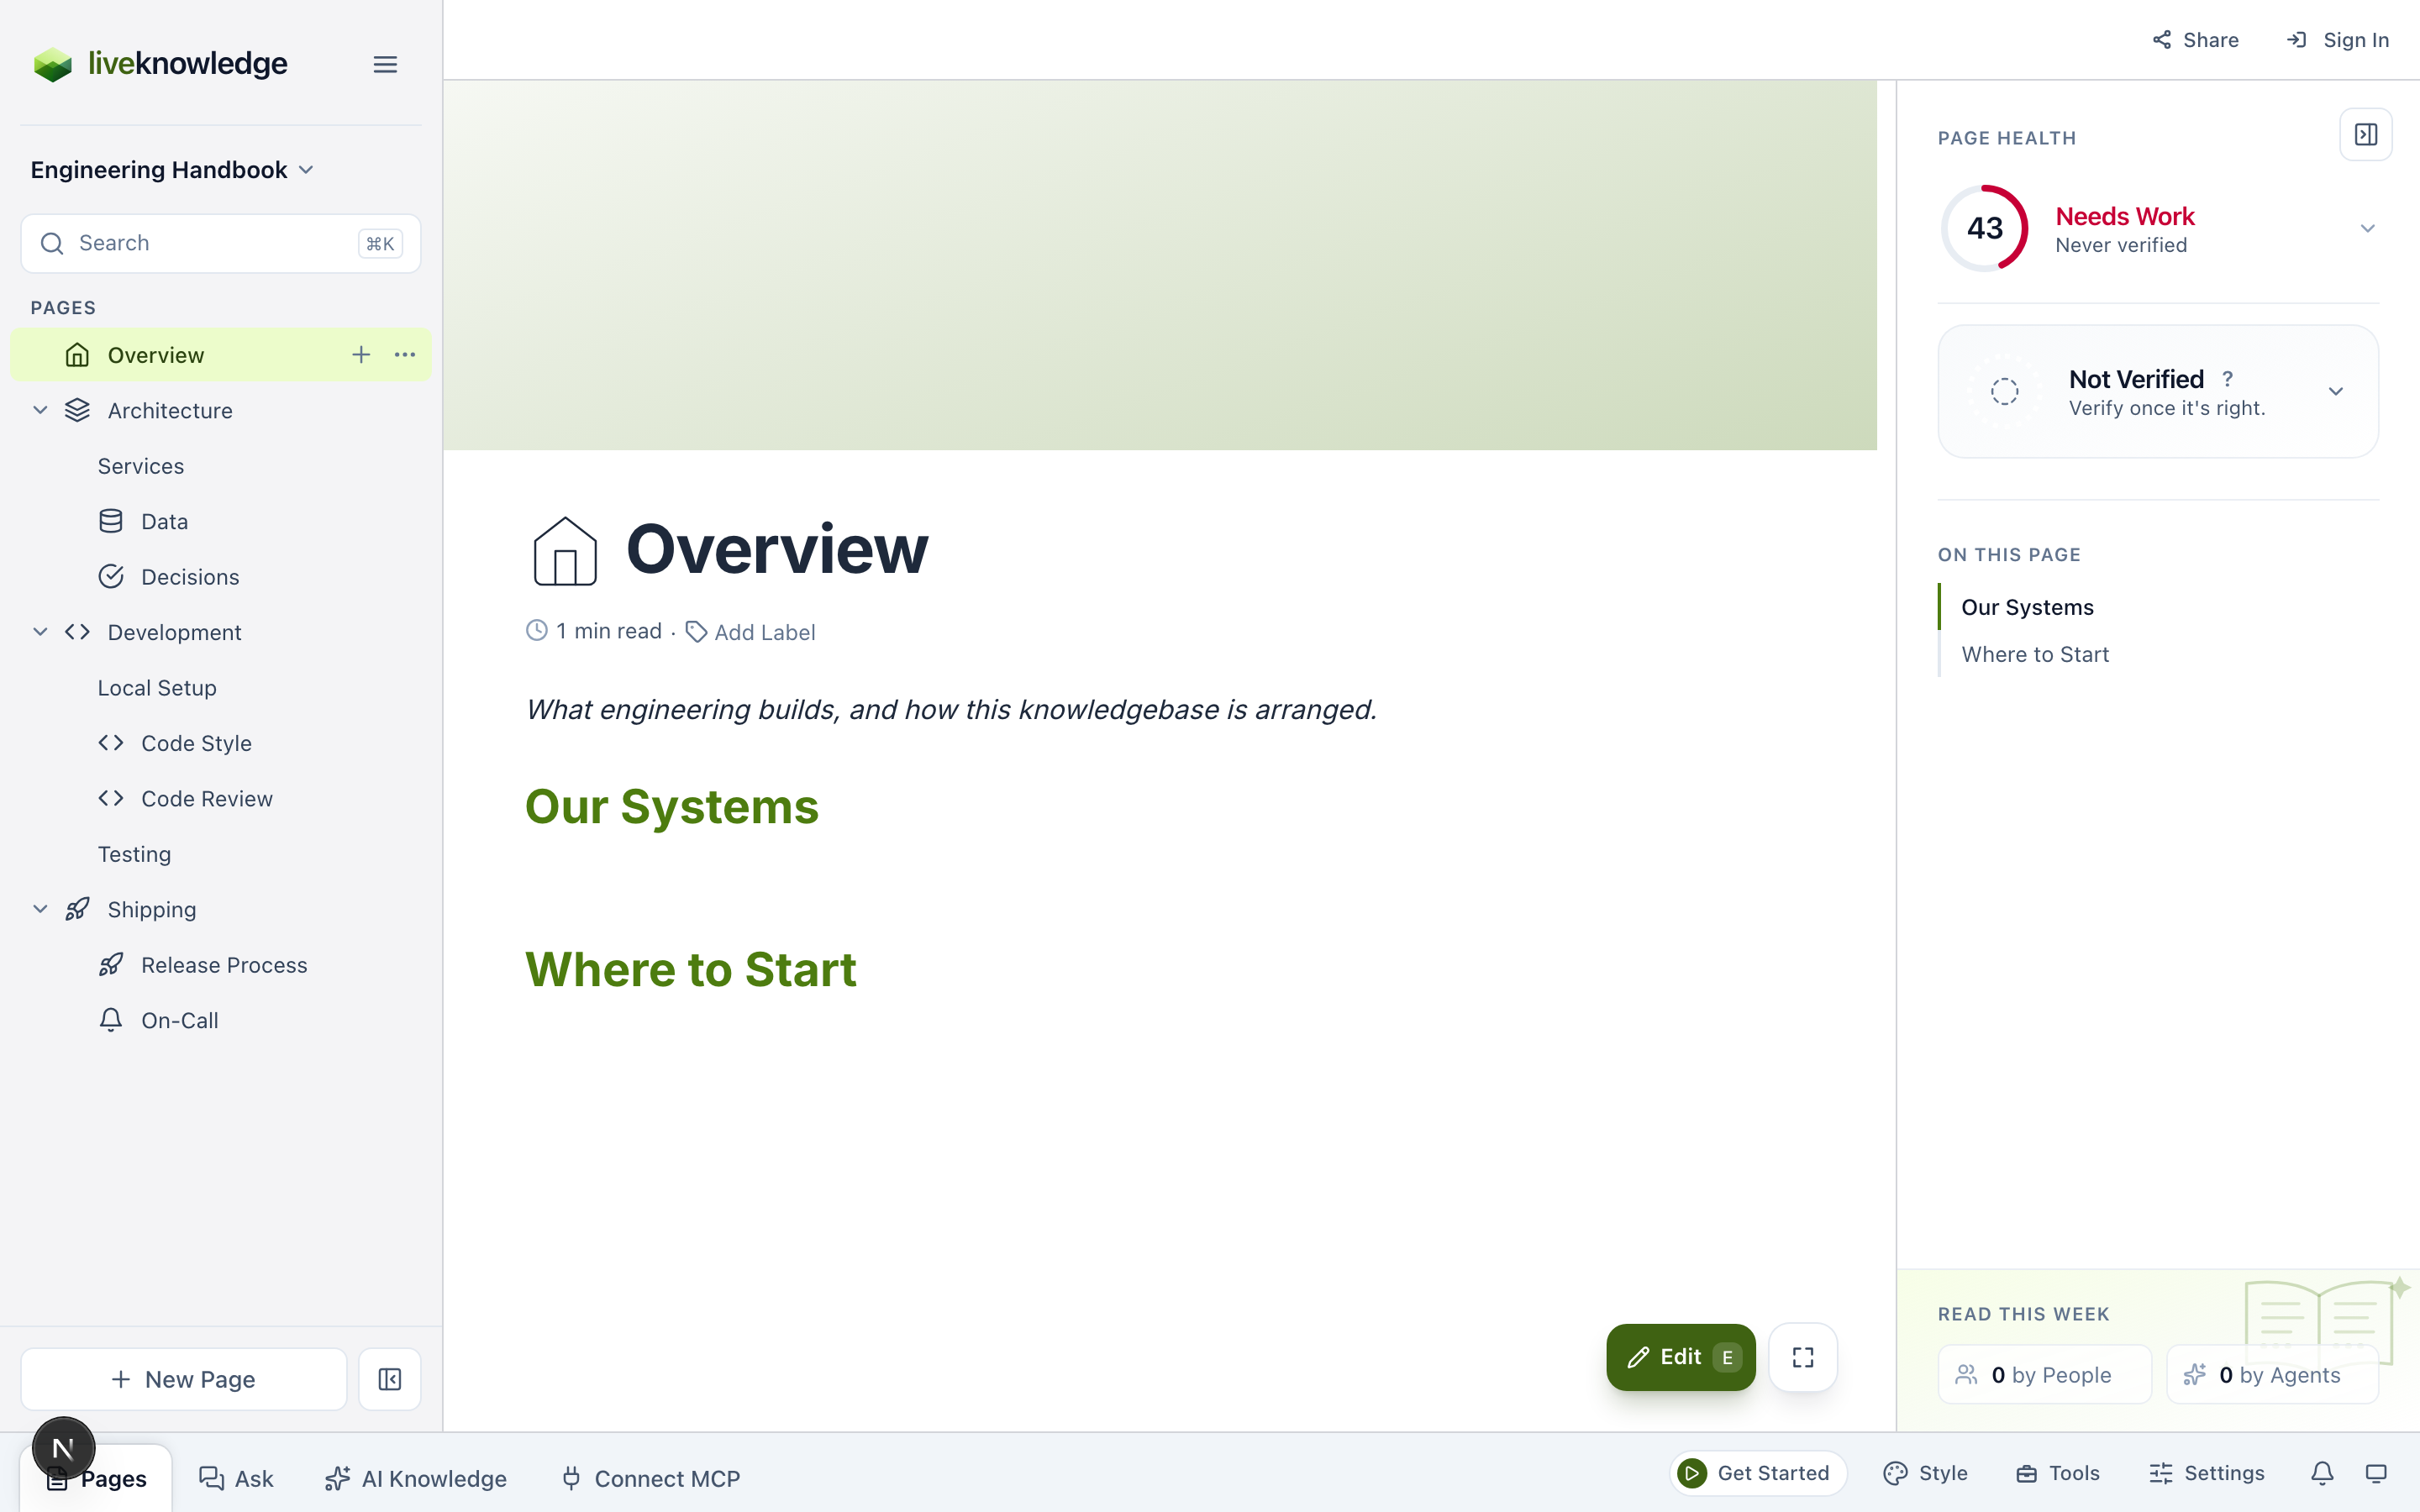 liveknowledge
Share
Sign In
Engineering Handbook
Search
⌘K
PAGES
Overview
Architecture
Services
Data
Decisions
Development
Local Setup
Code Style
Code Review
Testing
Shipping
Release Process
On-Call
New Page
Overview
1 min read · Add Label
What engineering builds, and how this knowledgebase is arranged.
Our Systems
Where to Start
Edit E
PAGE HEALTH
43
Needs Work
Never verified
Not Verified ?
Verify once it's right.
ON THIS PAGE
Our Systems
Where to Start
READ THIS WEEK
0 by People
0 by Agents
N
Pages
Ask
AI Knowledge
Connect MCP
Get Started
Style
Tools
Settings